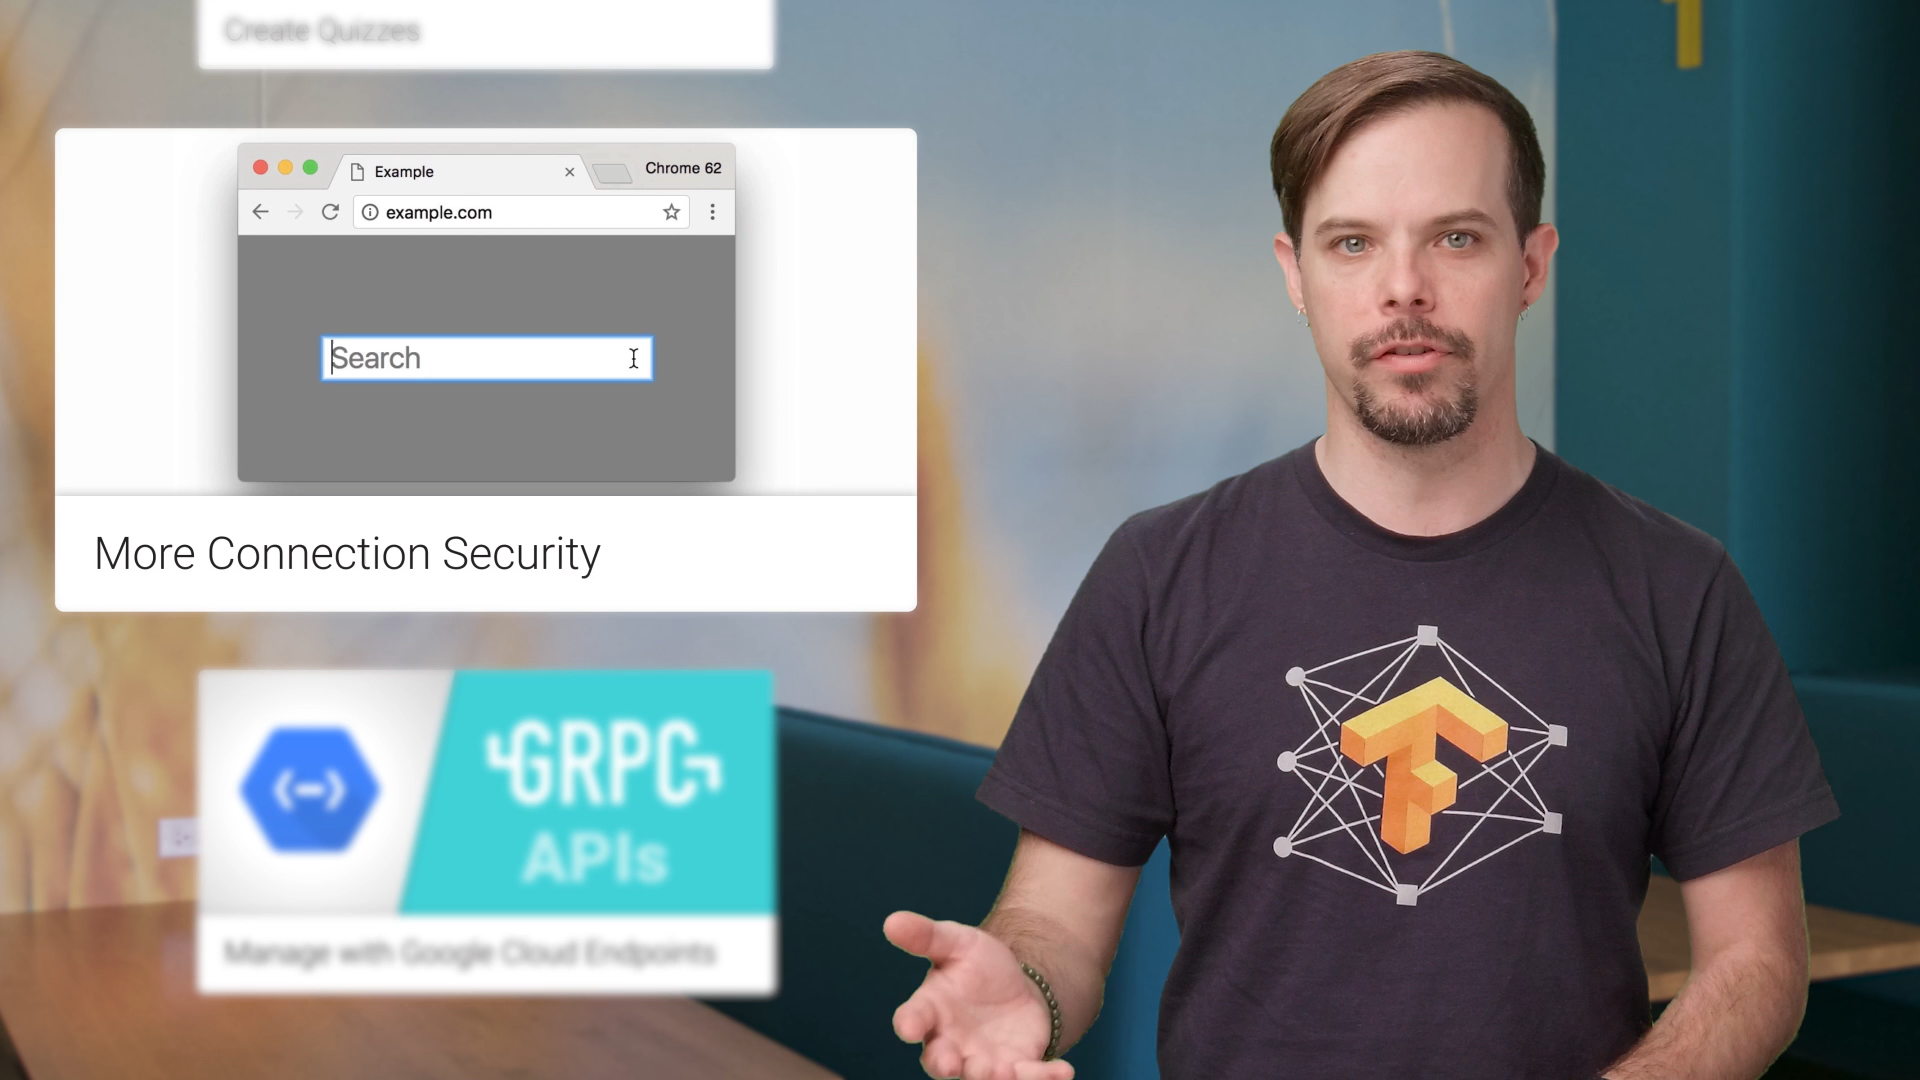 Create Quizzes
Example
Chrome 62
example.com
Search
More Connection Security
GRPC
APIs
Manage with Google Cloud Endpoints